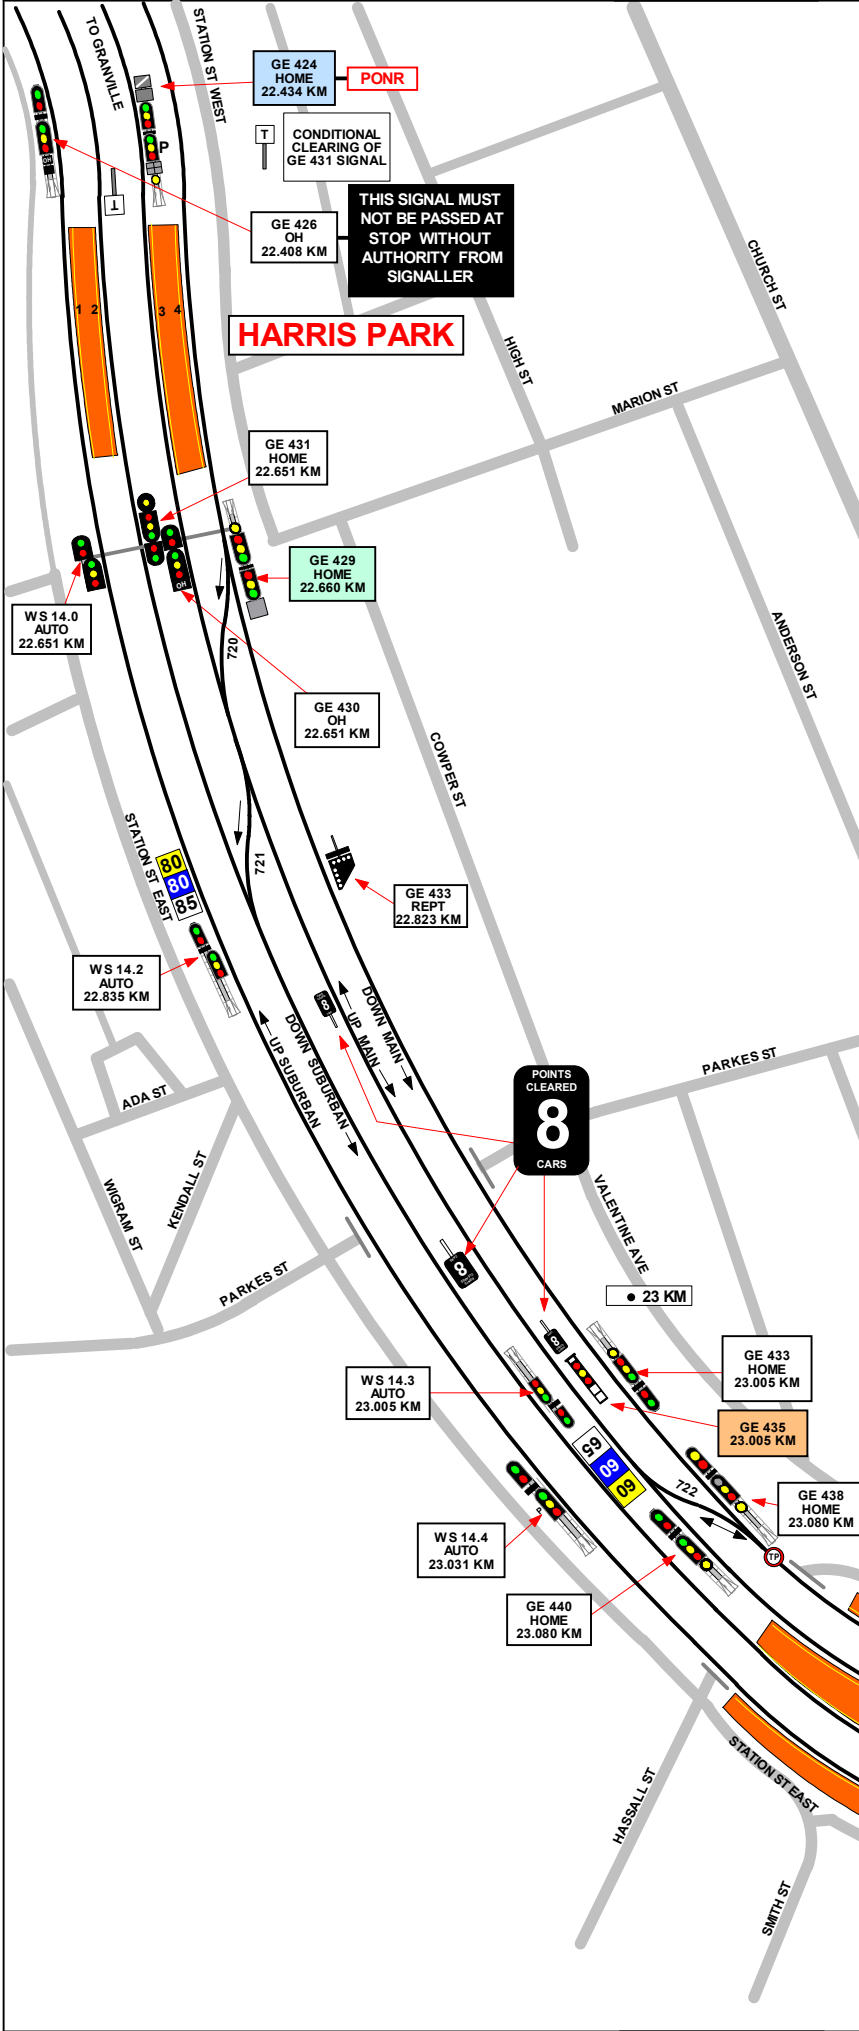 TO GRANVILLE
STATION ST WEST
GE 424
HOME
22.434 KM
PONR
T
CONDITIONAL
CLEARING OF
GE 431 SIGNAL
P
OH
T
GE 426
OH
22.408 KM
THIS SIGNAL MUST
NOT BE PASSED AT
STOP WITHOUT
AUTHORITY FROM
SIGNALLER
CHURCH ST
1 2
3 4
HARRIS PARK
HIGH ST
MARION ST
GE 431
HOME
22.651 KM
GE 429
HOME
22.660 KM
OH
WS 14.0
AUTO
22.651 KM
720
ANDERSON ST
GE 430
OH
22.651 KM
COWPER ST
STATION ST EAST
80
80
85
721
GE 433
REPT
22.823 KM
WS 14.2
AUTO
22.835 KM
8
DOWN MAIN
UP MAIN
DOWN SUBURBAN
UP SUBURBAN
PARKES ST
POINTS
CLEARED
8
CARS
ADA ST
KENDALL ST
WIGRAM ST
VALENTINE AVE
PARKES ST
8
23 KM
8
GE 433
HOME
23.005 KM
WS 14.3
AUTO
23.005 KM
GE 435
23.005 KM
65
60
60
722
GE 438
HOME
23.080 KM
P
WS 14.4
AUTO
23.031 KM
TP
GE 440
HOME
23.080 KM
STATION ST EAST
HASSALL ST
SMITH ST